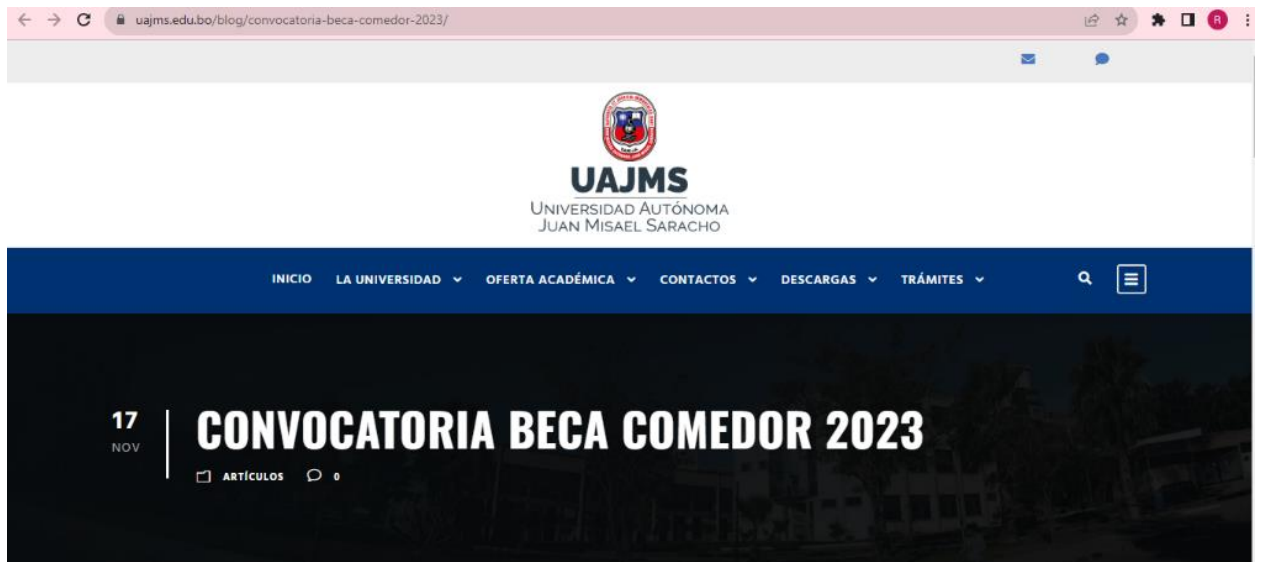 uajms.edu.bo/blog/convocatoria-beca-comedor-2023/
R
UAJMS
UNIVERSIDAD AUTÓNOMA
JUAN MISAEL SARACHO
INICIO LA UNIVERSIDAD OFERTA ACADÉMICA CONTACTOS DESCARGAS TRÁMITES
17
NOV
CONVOCATORIA BECA COMEDOR 2023
ARTÍCULOS 0